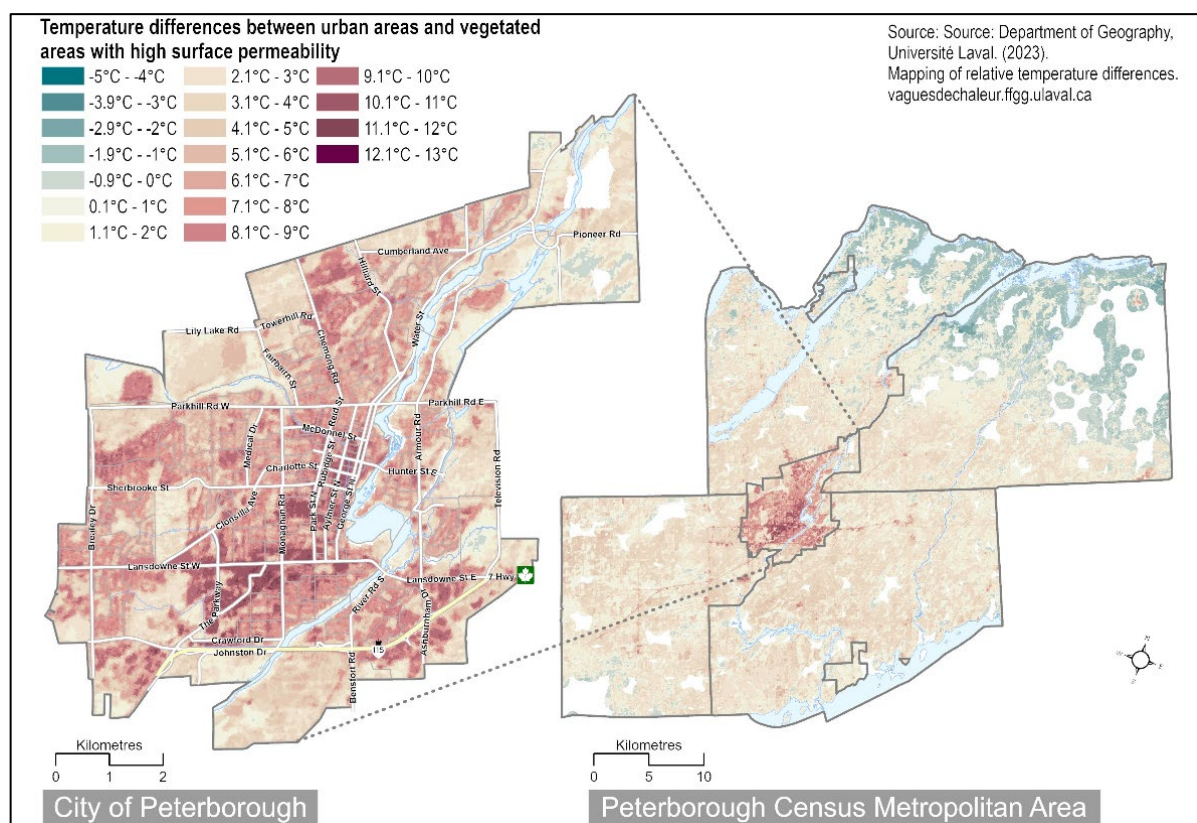 Temperature differences between urban areas and vegetated
areas with high surface permeability
-5°C - -4°C
-3.9°C - -3°C
-2.9°C - -2°C
-1.9°C - -1°C
-0.9°C - 0°C
0.1°C - 1°C
1.1°C - 2°C
2.1°C - 3°C
3.1°C - 4°C
4.1°C - 5°C
5.1°C - 6°C
6.1°C - 7°C
7.1°C - 8°C
8.1°C - 9°C
9.1°C - 10°C
10.1°C - 11°C
11.1°C - 12°C
12.1°C - 13°C
Source: Source: Department of Geography,
Université Laval. (2023).
Mapping of relative temperature differences.
vaguesdechaleur.ffgg.ulaval.ca
Pioneer Rd
Cumberland Ave
Hilliard St
Water St
Lily Lake Rd
Towerhill Rd
Fairbairn St
Chemong Rd
Parkhill Rd W
Parkhill Rd E
Reid St
McDonnel St
Medical Dr
Armour Rd
Charlotte St
Rubidge St
Hunter St E
Television Rd
Sherbrooke St
Clonsilla Ave
Park St N
Aylmer St N
George St N
Brealey Dr
Monaghan Rd
Lansdowne St W
Lansdowne St E
7 Hwy
The Parkway
River Rd S
Ashburnham Dr
Crawford Dr
Johnston Dr
115
Bensfort Rd
N
W
E
S
Kilometres
0 1 2
Kilometres
0 5 10
City of Peterborough
Peterborough Census Metropolitan Area